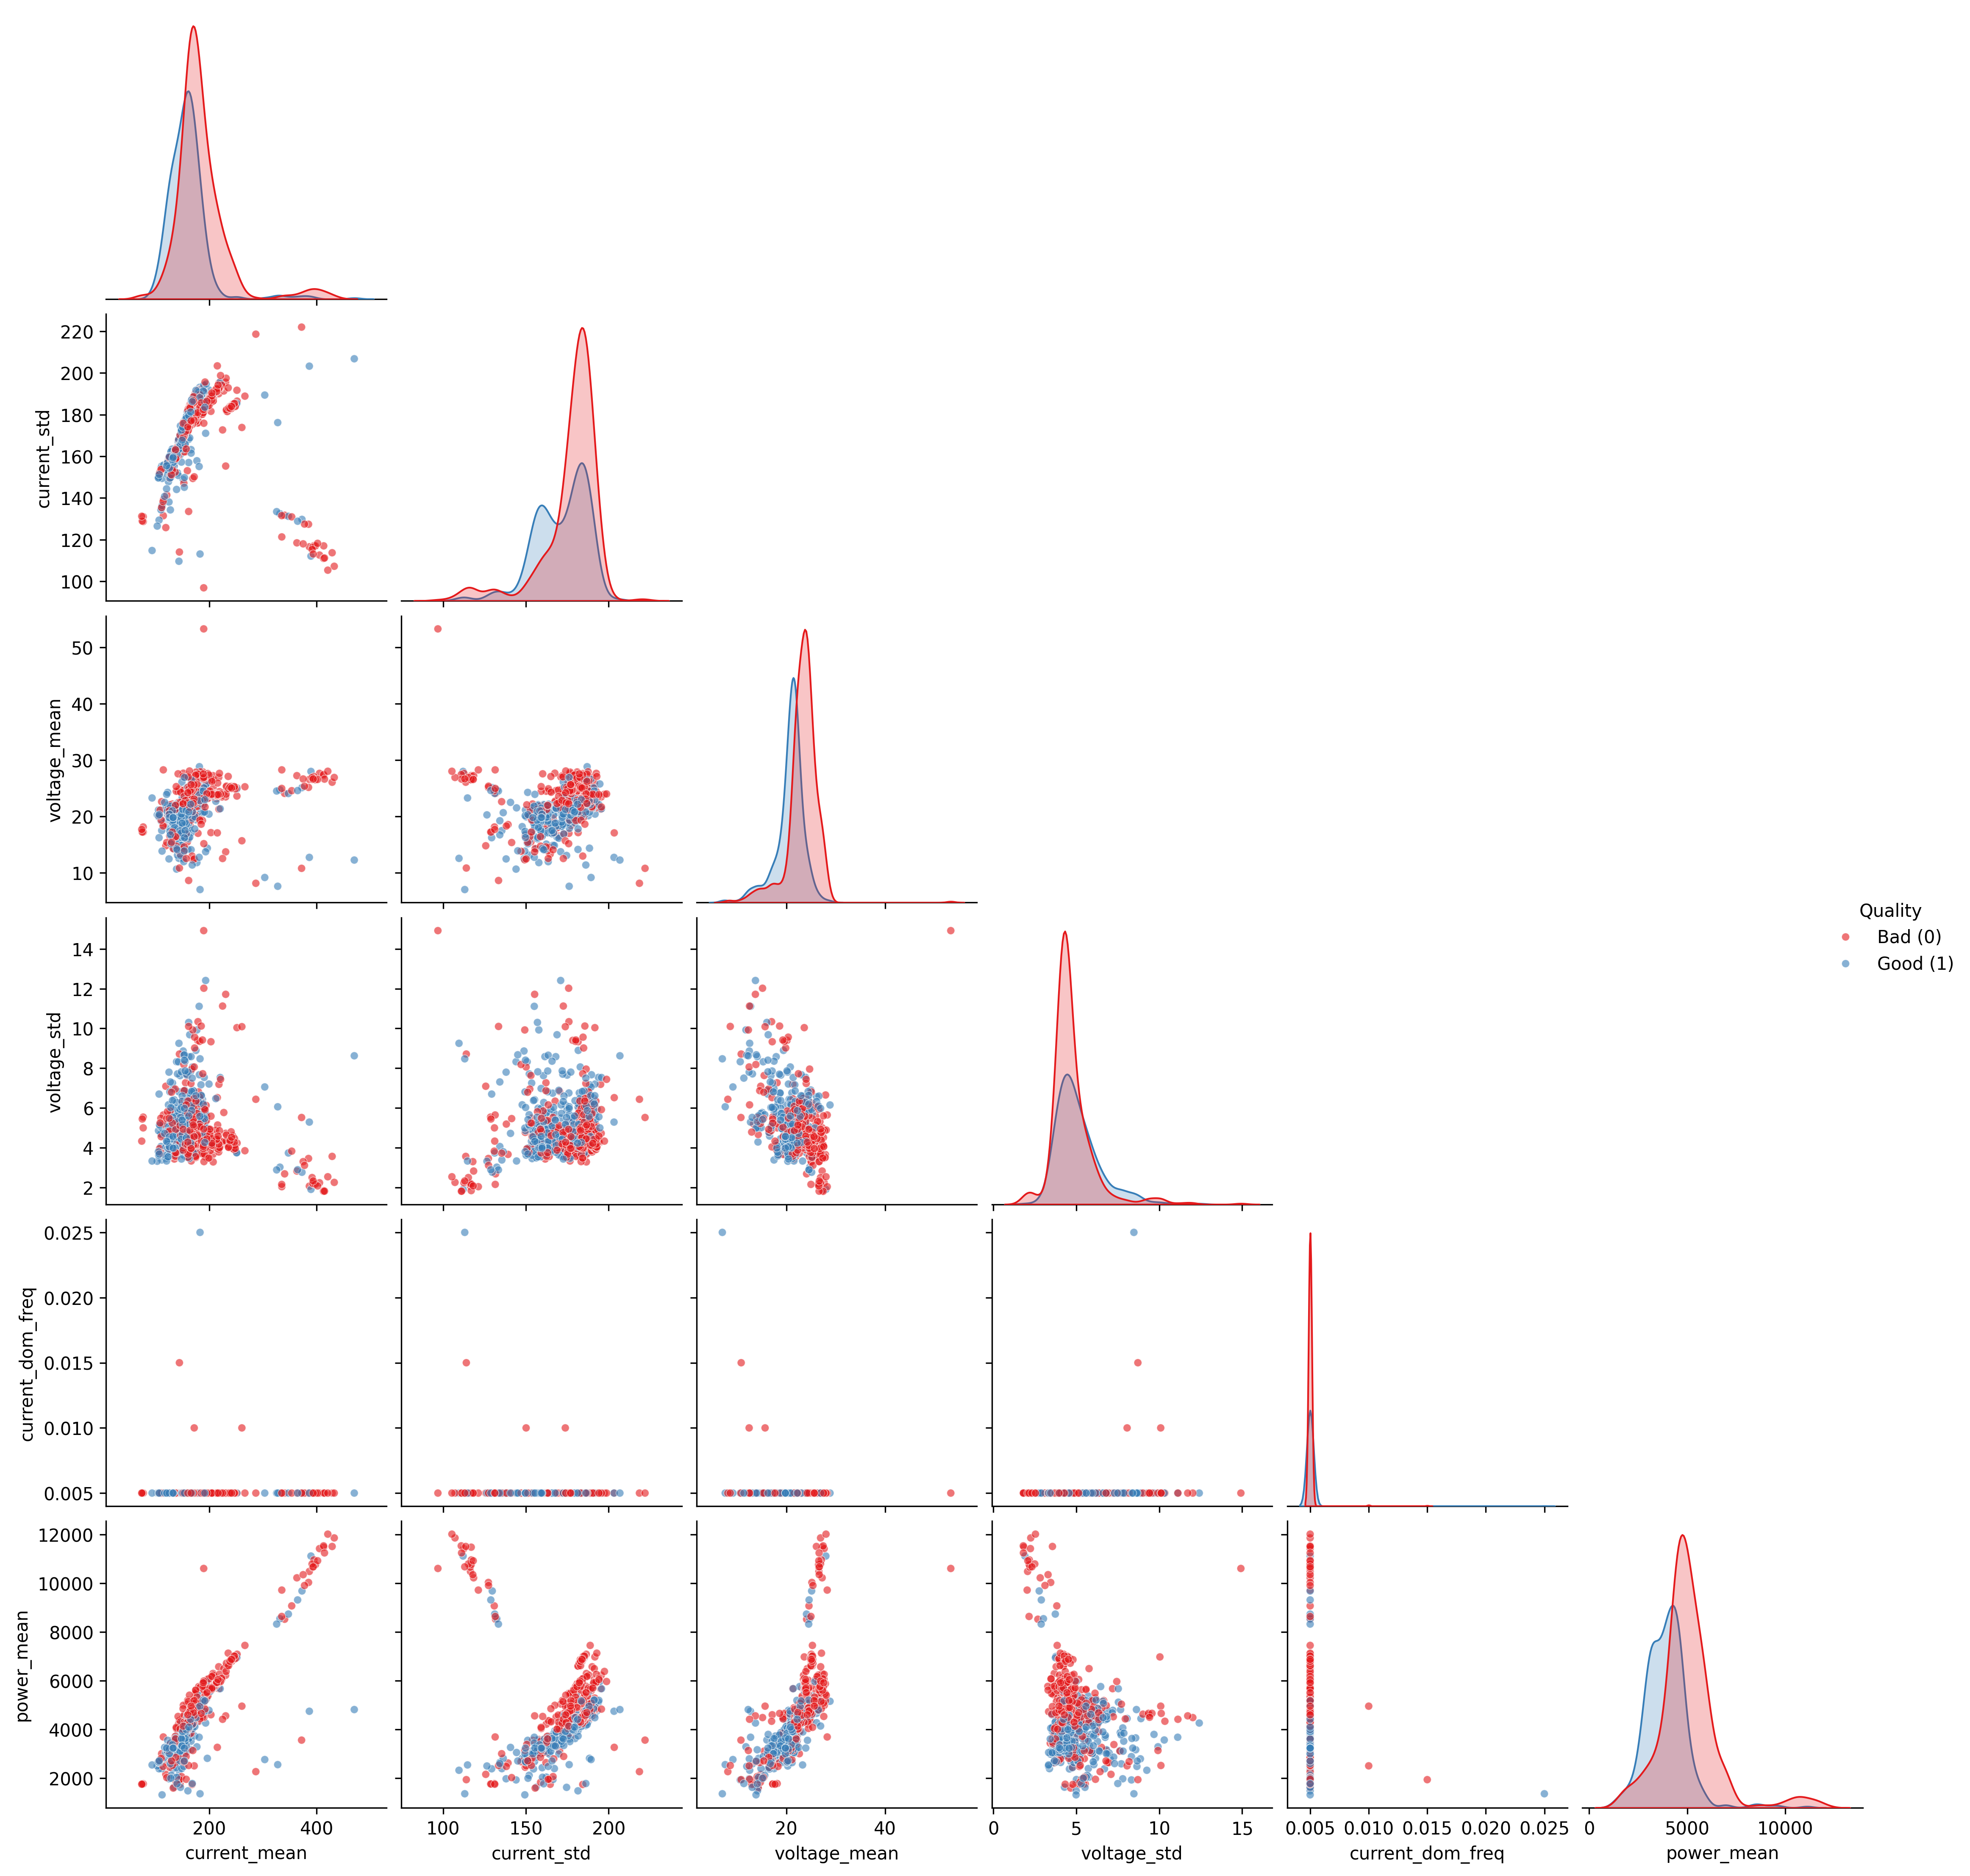 220
200
180
160
140
120
100
current_std
50
40
30
20
10
voltage_mean
14
12
10
8
6
4
2
voltage_std
Quality
Bad (0)
Good (1)
0.025
0.020
0.015
0.010
0.005
current_dom_freq
12000
10000
8000
6000
4000
2000
power_mean
200 400
current_mean
100 150 200
current_std
20 40
voltage_mean
0 5 10 15
voltage_std
0.005 0.010 0.015 0.020 0.025
current_dom_freq
0 5000 10000
power_mean